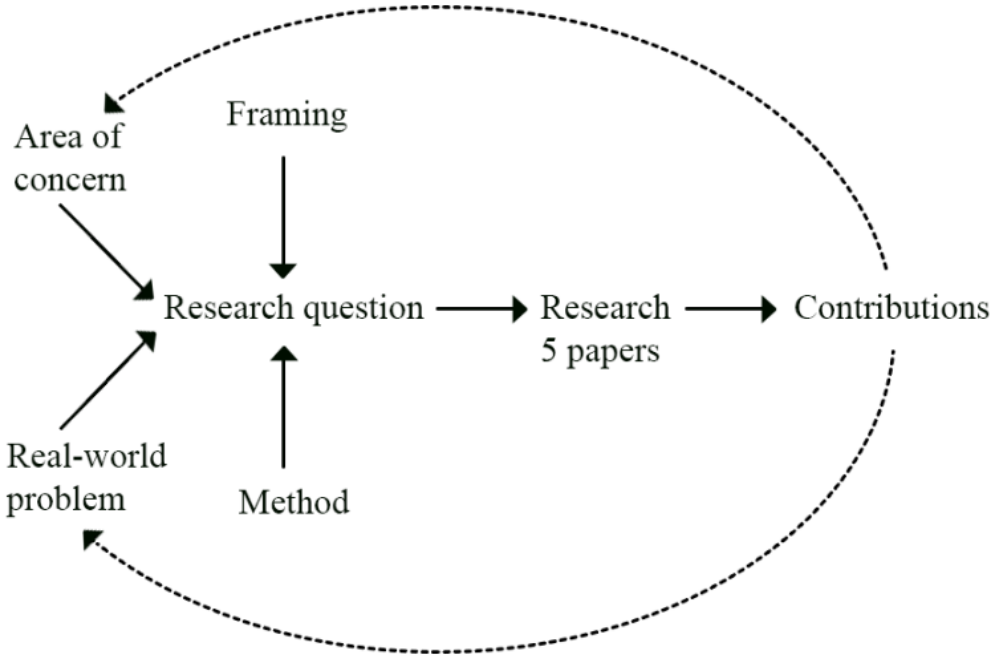 Framing
Area of
concern
Research question
Research
5 papers
Contributions
Real-world
problem
Method